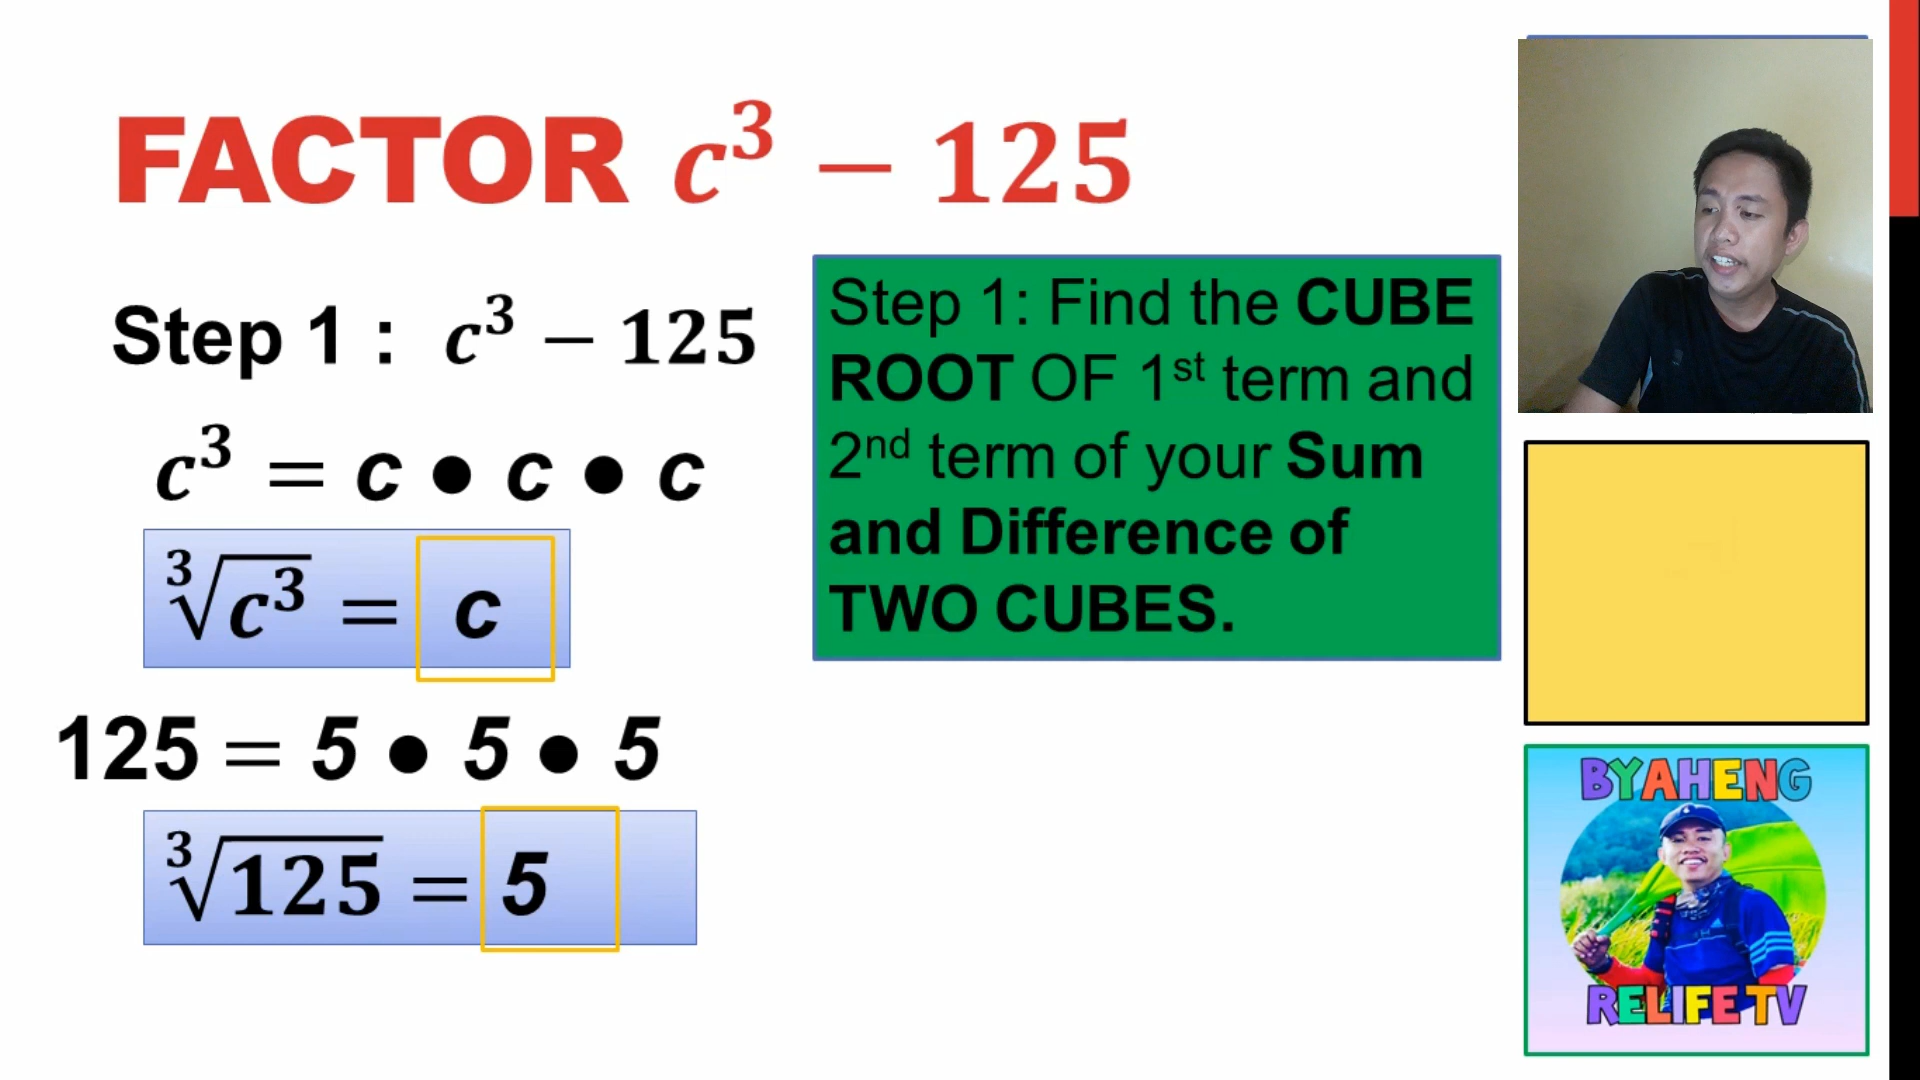 FACTOR c³ − 125
Step 1 : c³ − 125
c³ = c • c • c
∛c³ = c
125 = 5 • 5 • 5
∛125 = 5
Step 1: Find the CUBE
ROOT OF 1st term and
2nd term of your Sum
and Difference of
TWO CUBES.
BYAHENG
RELIFE TV